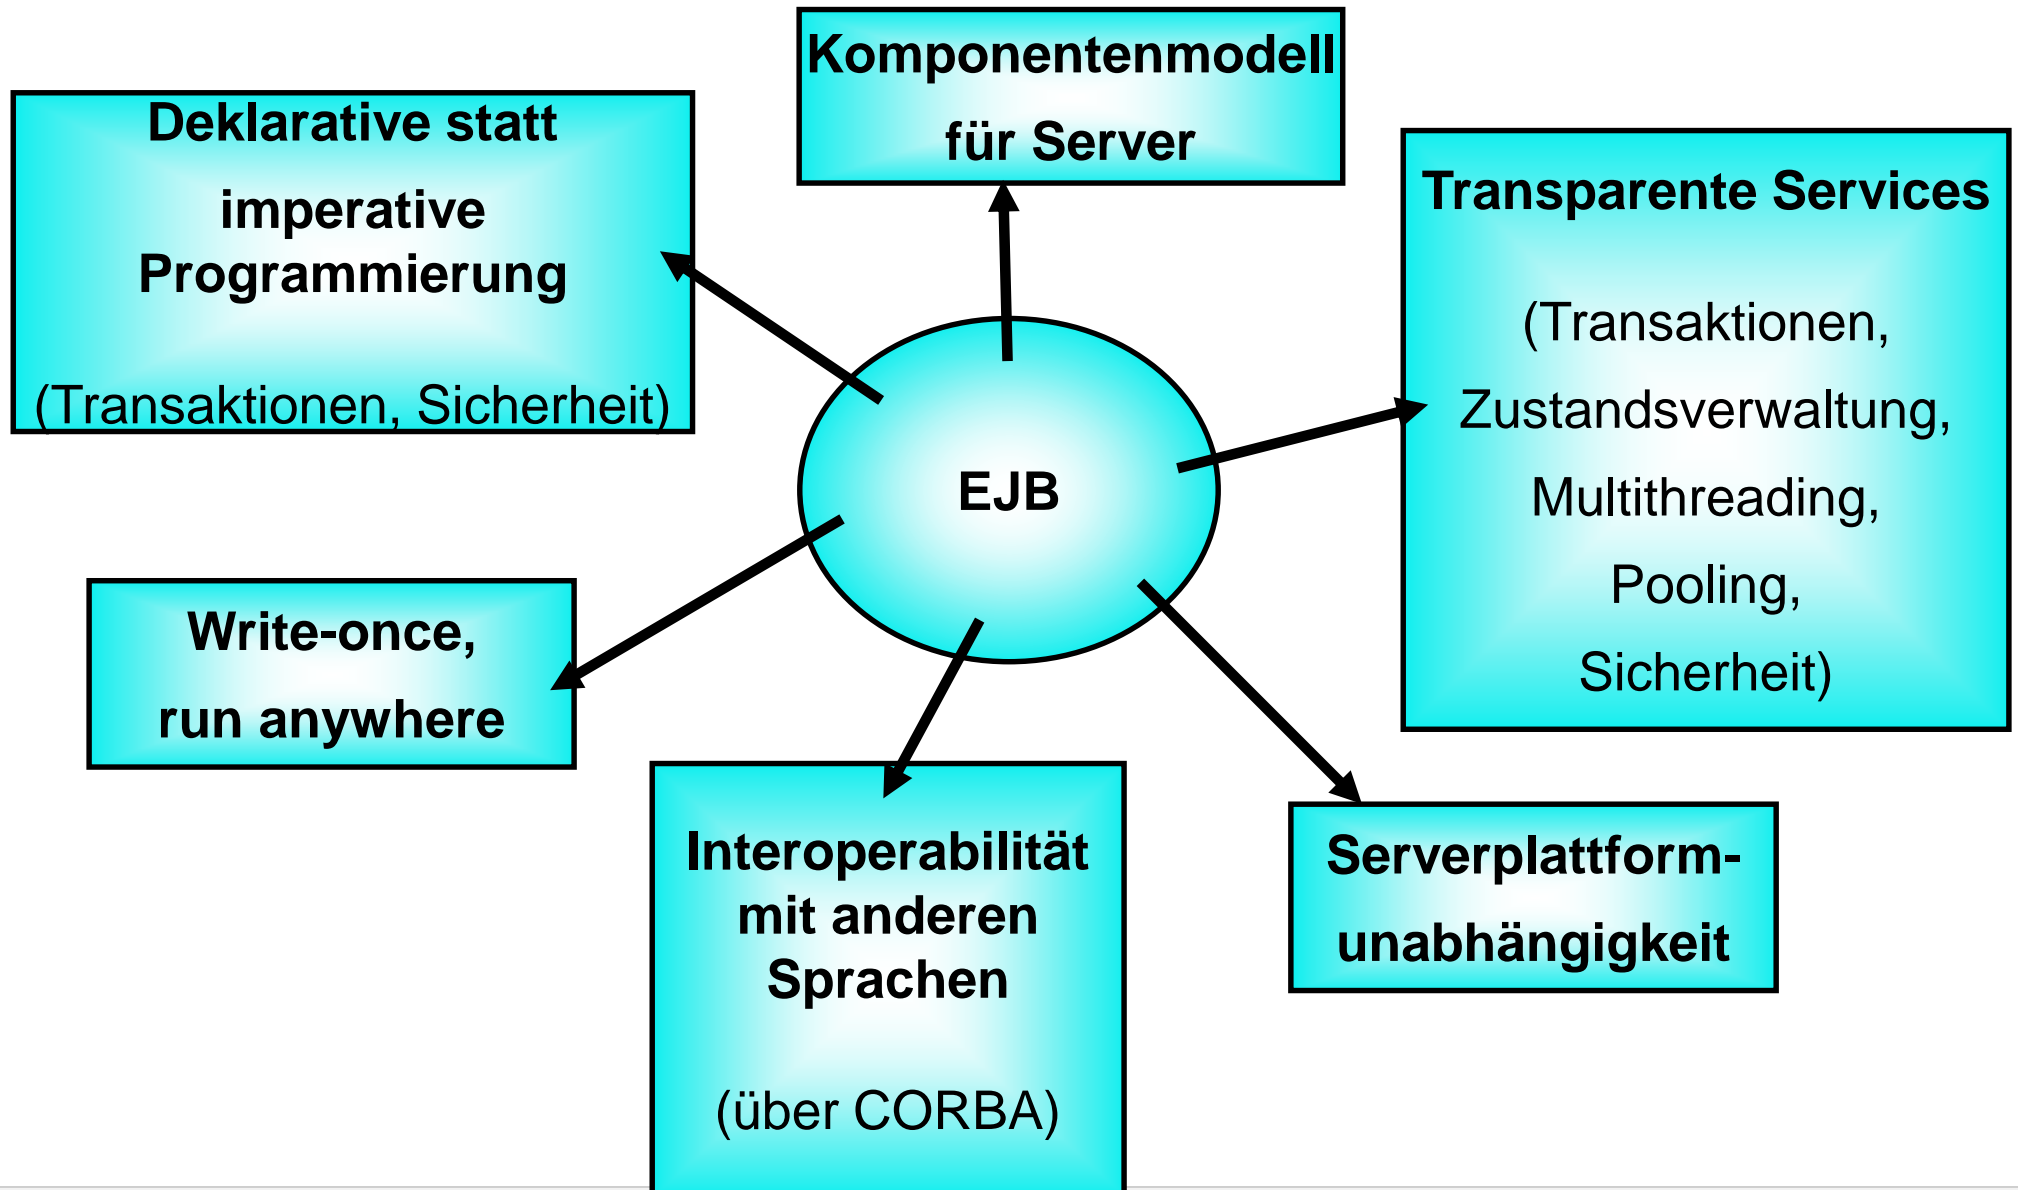 Komponentenmodell
für Server
Deklarative statt
imperative
Programmierung
(Transaktionen, Sicherheit)
Transparente Services
(Transaktionen,
Zustandsverwaltung,
Multithreading,
Pooling,
Sicherheit)
EJB
Write-once,
run anywhere
Interoperabilität
mit anderen
Sprachen
(über CORBA)
Serverplattform-
unabhängigkeit